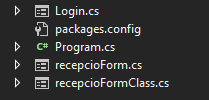 Login.cs
packages.config
C# Program.cs
recepcioForm.cs
recepcioFormClass.cs